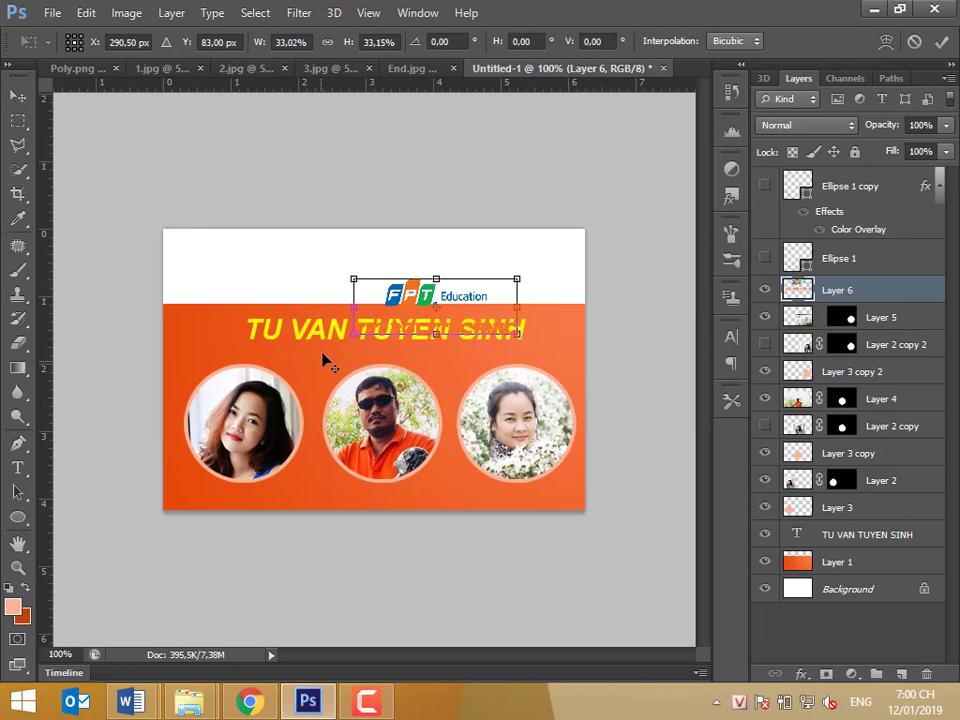 Ps File Edit Image Layer Type Select Filter 3D View Window Help
X: 290,50 px Y: 83,00 px W: 33,02% H: 33,15% 0,00 ° H: 0,00 ° V: 0,00 ° Interpolation: Bicubic
Poly.png ... × 1.jpg @ 5... × 2.jpg @ 5... × 3.jpg @ 5... × End.jpg ... × Untitled-1 @ 100% (Layer 6, RGB/8) * ×
3D Layers Channels Paths
Kind
Normal Opacity: 100%
Lock: Fill: 100%
Ellipse 1 copy fx
Effects
Color Overlay
Ellipse 1
Layer 6
Layer 5
Layer 2 copy 2
Layer 3 copy 2
Layer 4
Layer 2 copy
Layer 3 copy
Layer 2
Layer 3
TU VAN TUYEN SINH
Layer 1
Background
FPT Education
TU VAN TUYEN SINH
100% Doc: 395,5K/7,38M
Timeline
ENG 7:00 CH
12/01/2019